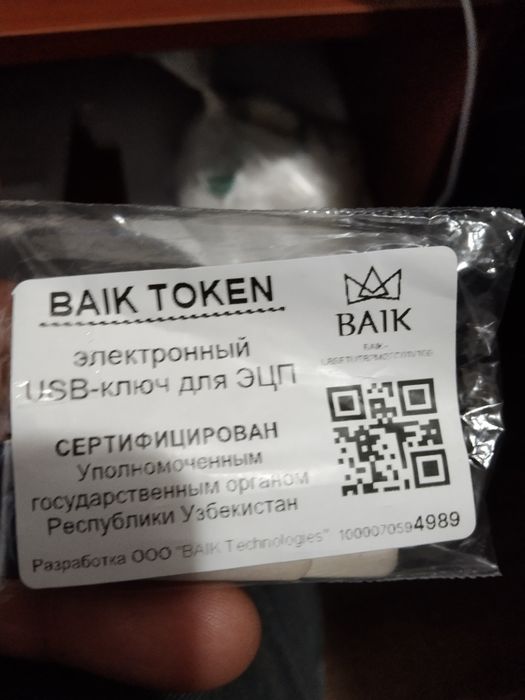 BAIK TOKEN
BAIK
электронный
USB-ключ для ЭЦП
СЕРТИФИЦИРОВАН
Уполномоченным
государственным органом
Республики Узбекистан
Разработка ООО "BAIK Technologies" 1000070594989